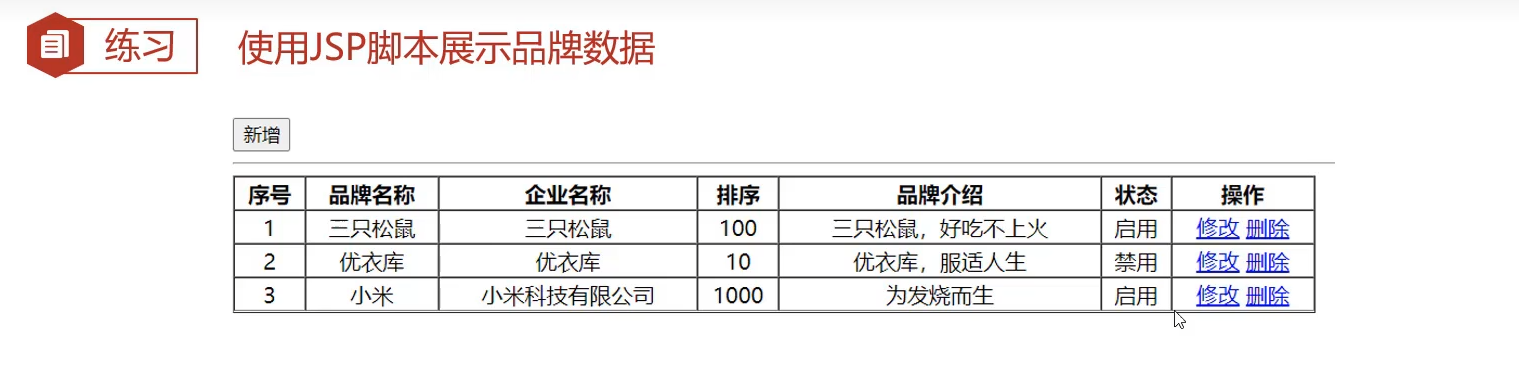 练习 使用JSP脚本展示品牌数据
新增
序号 品牌名称 企业名称 排序 品牌介绍 状态 操作
1 三只松鼠 三只松鼠 100 三只松鼠，好吃不上火 启用 修改 删除
2 优衣库 优衣库 10 优衣库，服适人生 禁用 修改 删除
3 小米 小米科技有限公司 1000 为发烧而生 启用 修改 删除